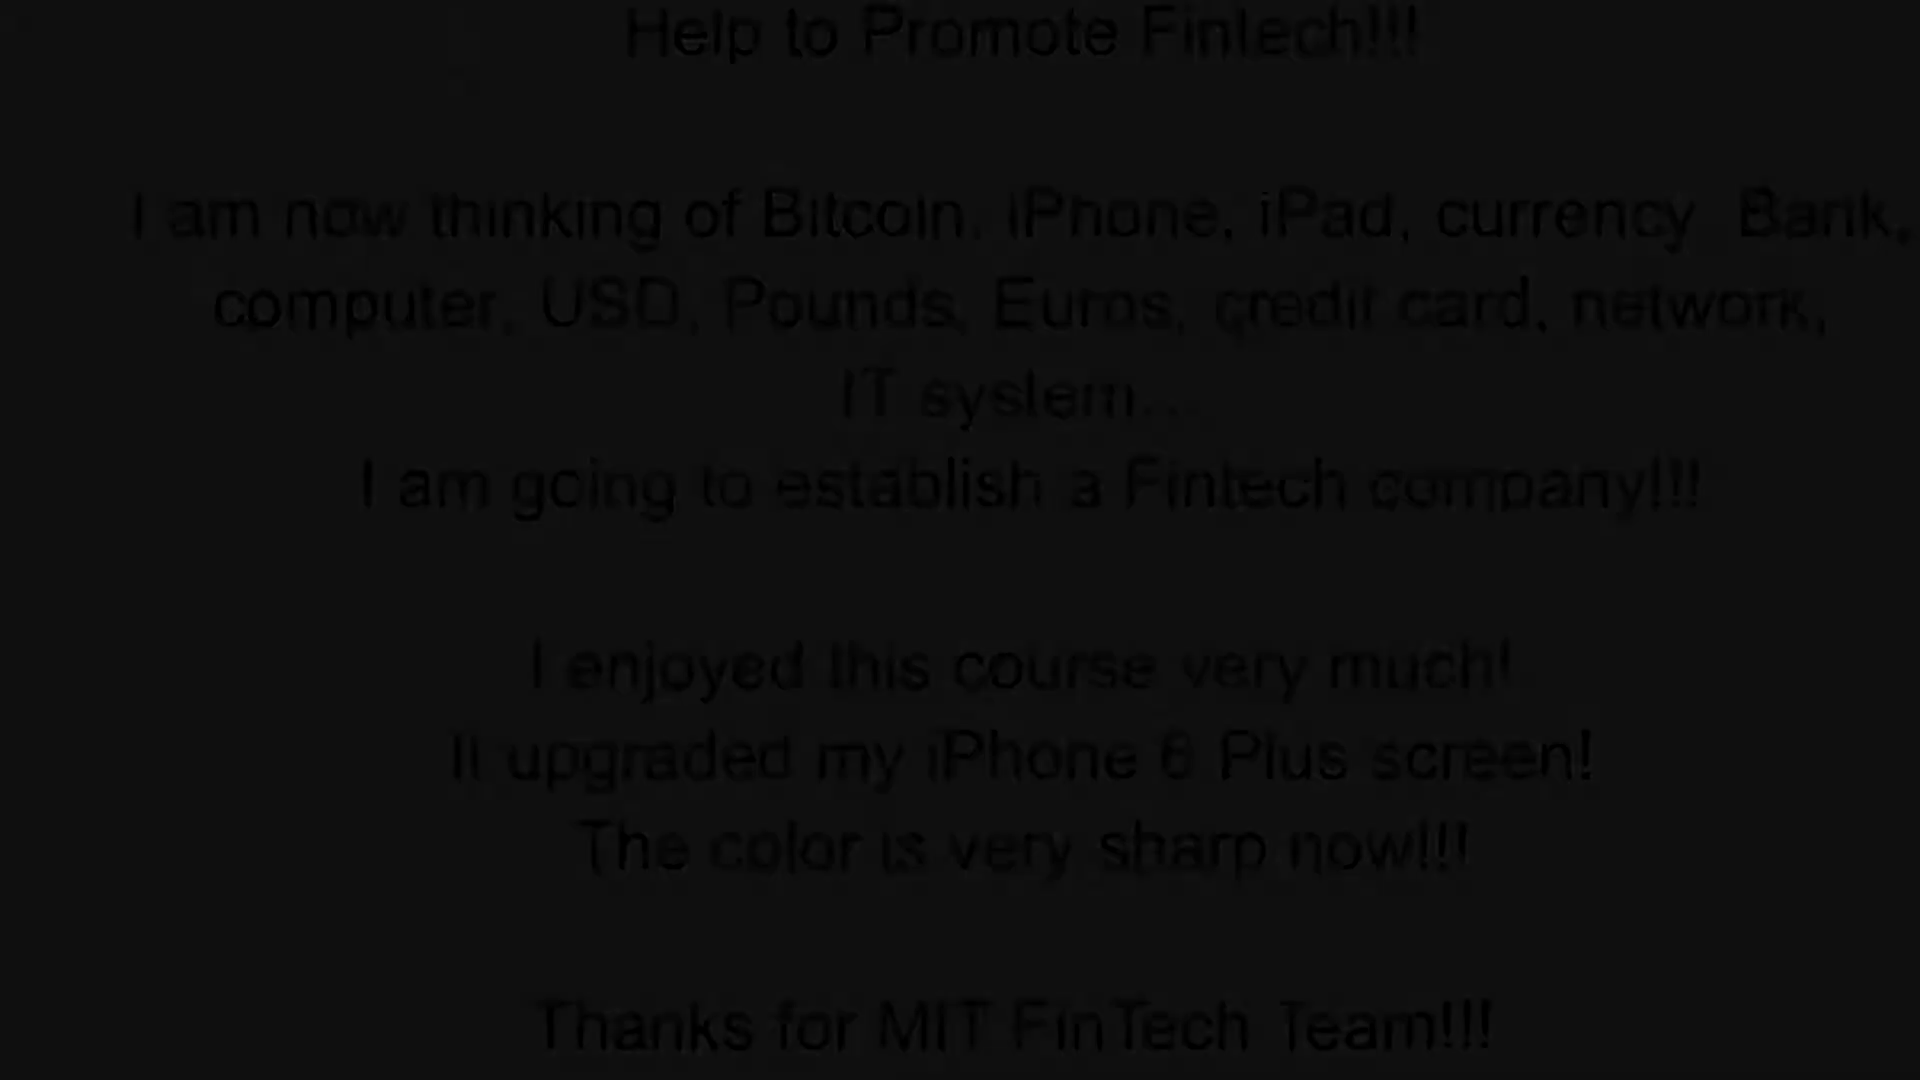 Help to Promote Fintech!!!
I am now thinking of Bitcoin, iPhone, iPad, currency Bank,
computer, USD, Pounds, Euros, credit card, network,
IT system...
I am going to establish a Fintech company!!!
I enjoyed this course very much!
II upgraded my iPhone 6 Plus screen!
The color is very sharp now!!!
Thanks for MIT FinTech Team!!!